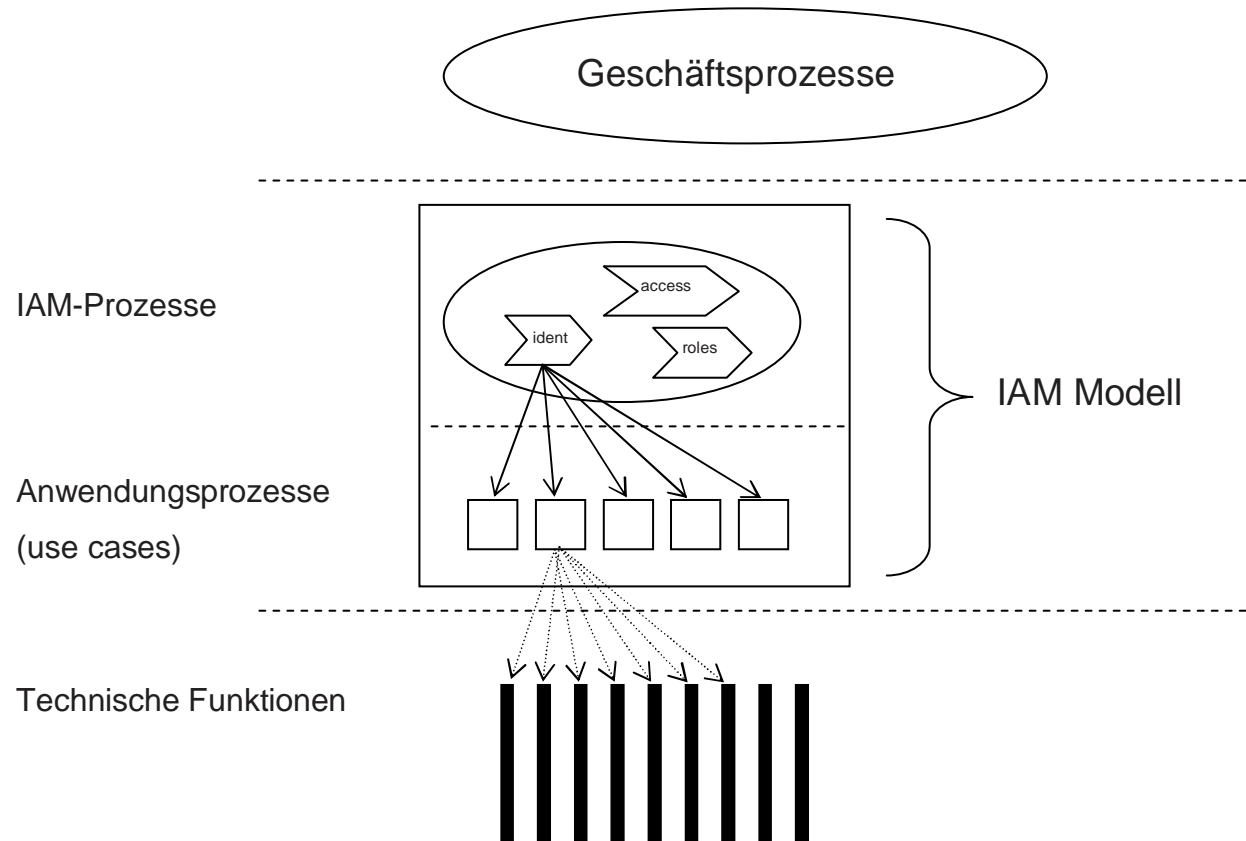 Geschäftsprozesse
IAM-Prozesse
access
ident
roles
IAM Modell
Anwendungsprozesse
(use cases)
Technische Funktionen